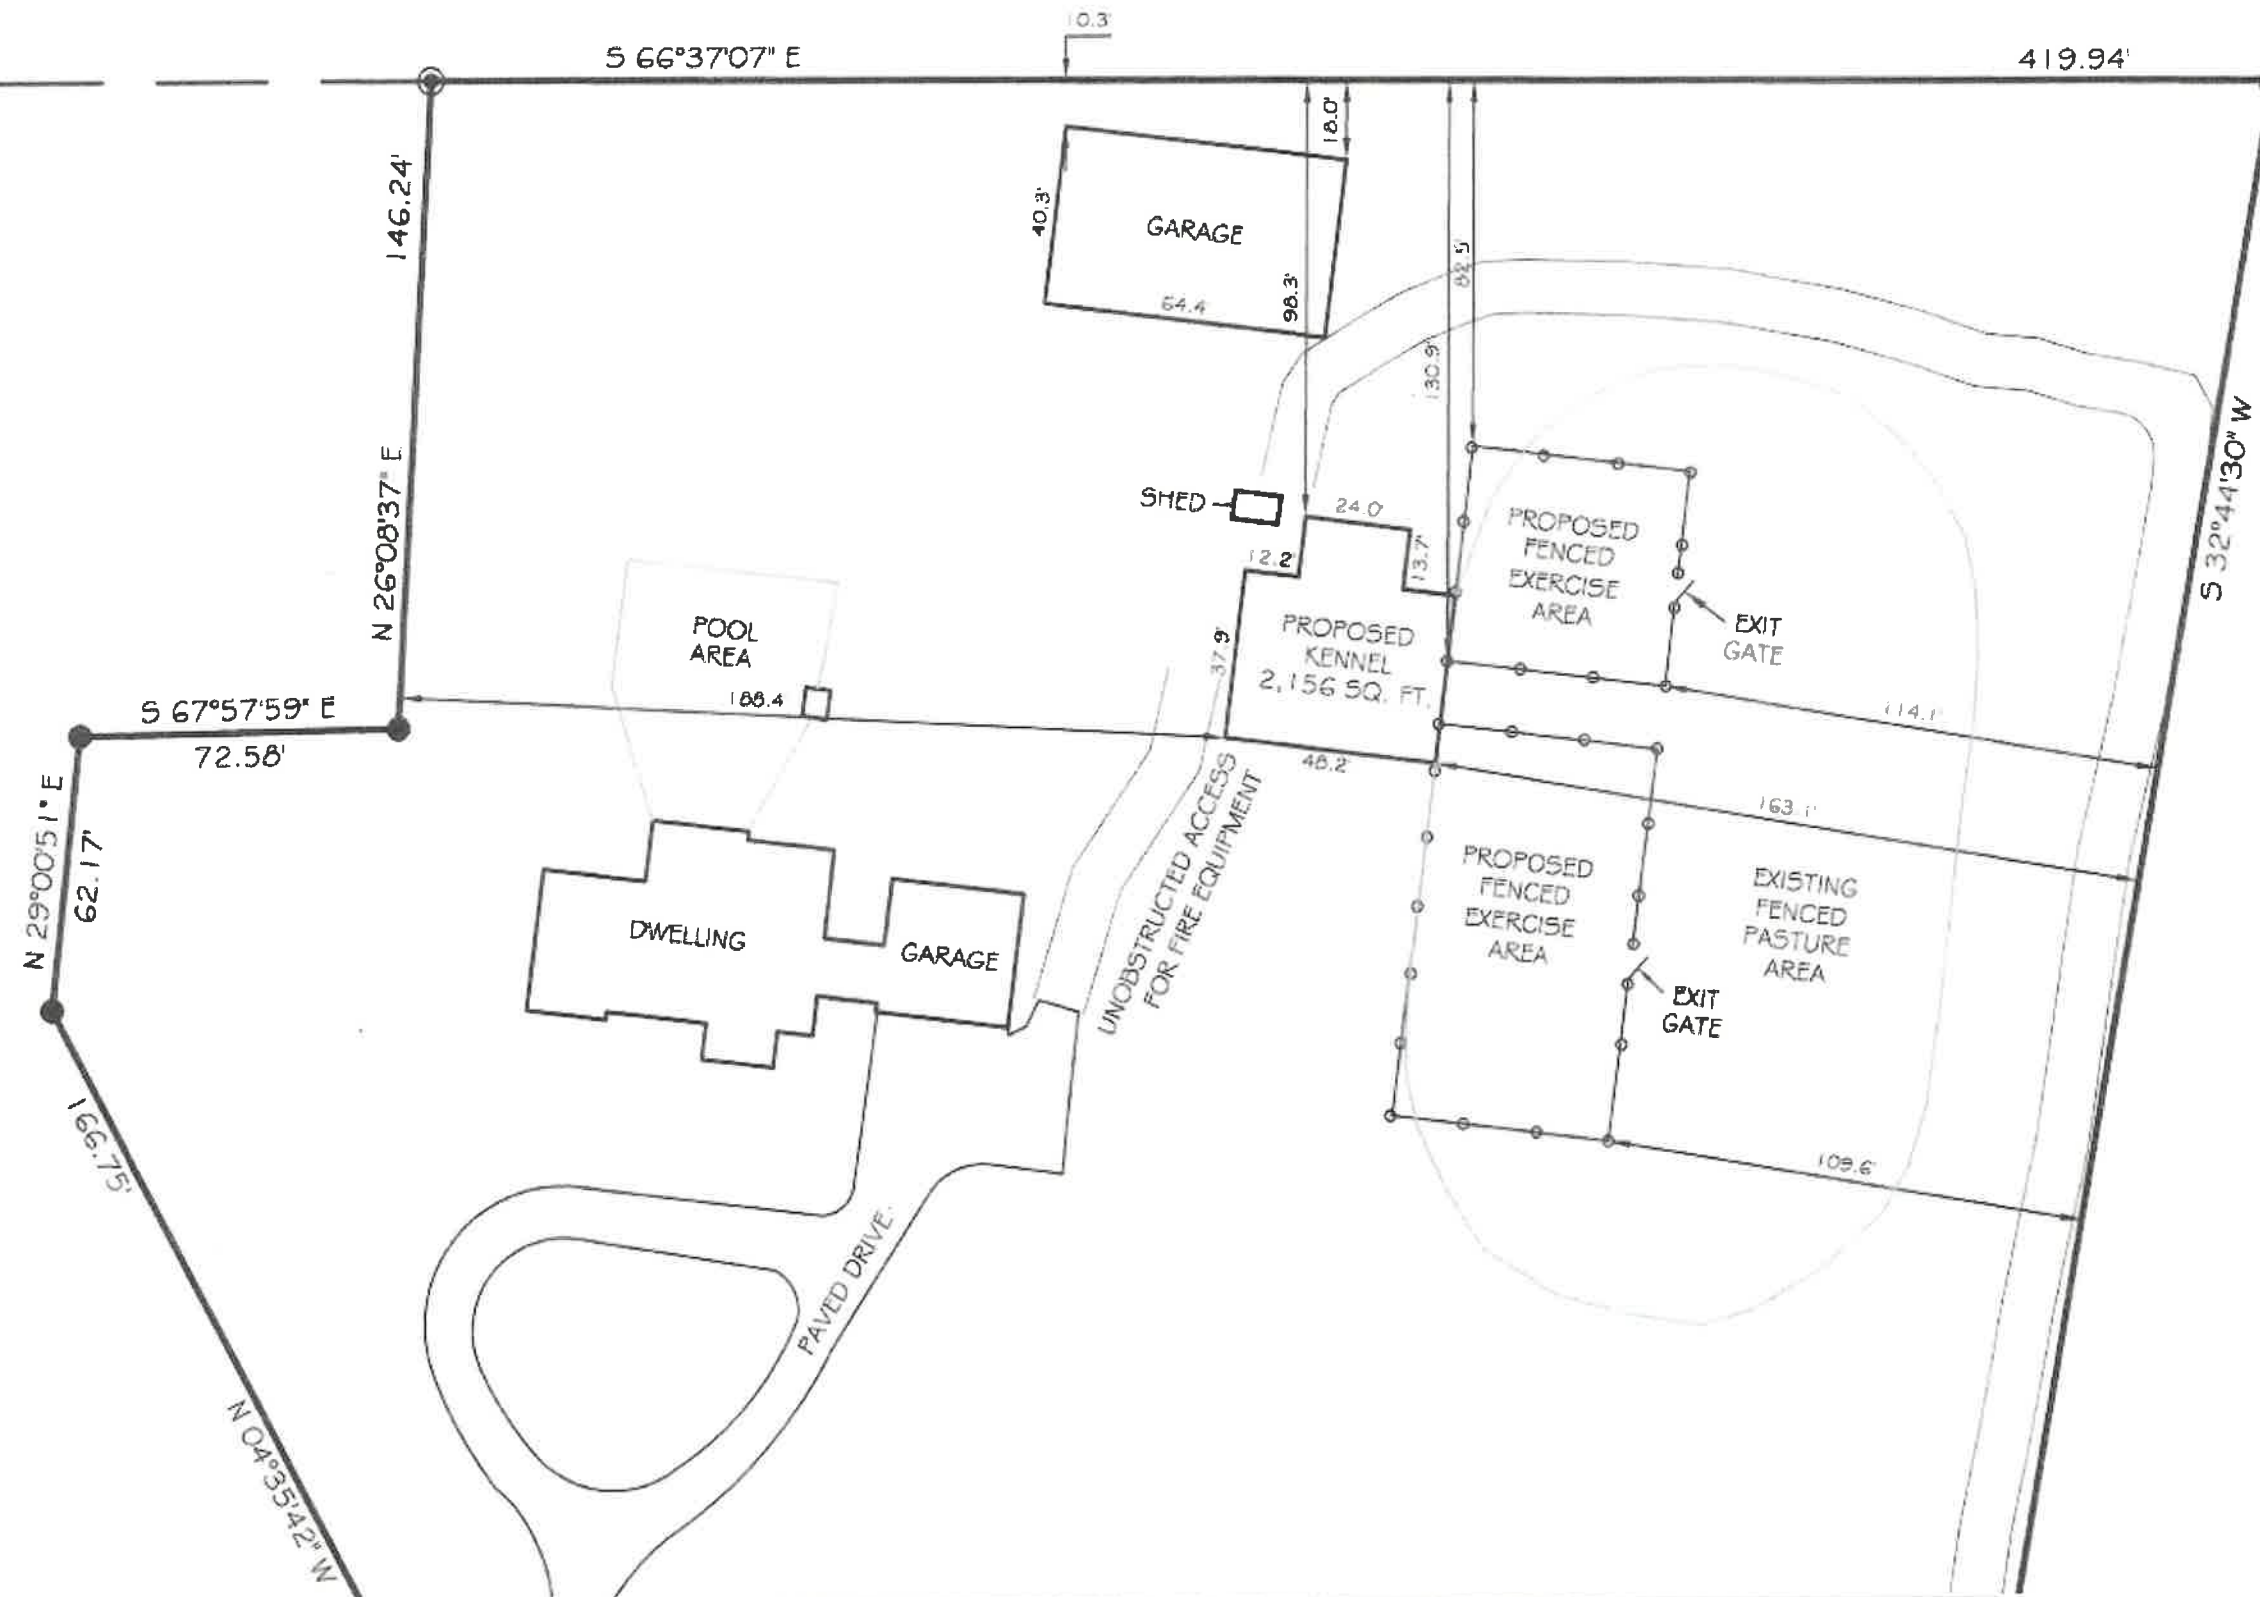 10.3'
S 66°37'07" E
419.94'
146.24'
N 26°08'37" E
18.0'
40.3'
GARAGE
64.4'
98.3'
82.5'
130.9'
S 32°44'30" W
SHED
24.0'
12.2'
13.7'
37.9'
PROPOSED
KENNEL
2,156 SQ. FT.
48.2'
PROPOSED
FENCED
EXERCISE
AREA
EXIT
GATE
114.1'
163.1'
POOL
AREA
188.4'
S 67°57'59" E
72.58'
N 29°00'51" E
62.17'
DWELLING
GARAGE
UNOBSTRUCTED ACCESS
FOR FIRE EQUIPMENT
PROPOSED
FENCED
EXERCISE
AREA
EXISTING
FENCED
PASTURE
AREA
EXIT
GATE
109.6'
166.75'
N 04°35'42" W
PAVED DRIVE